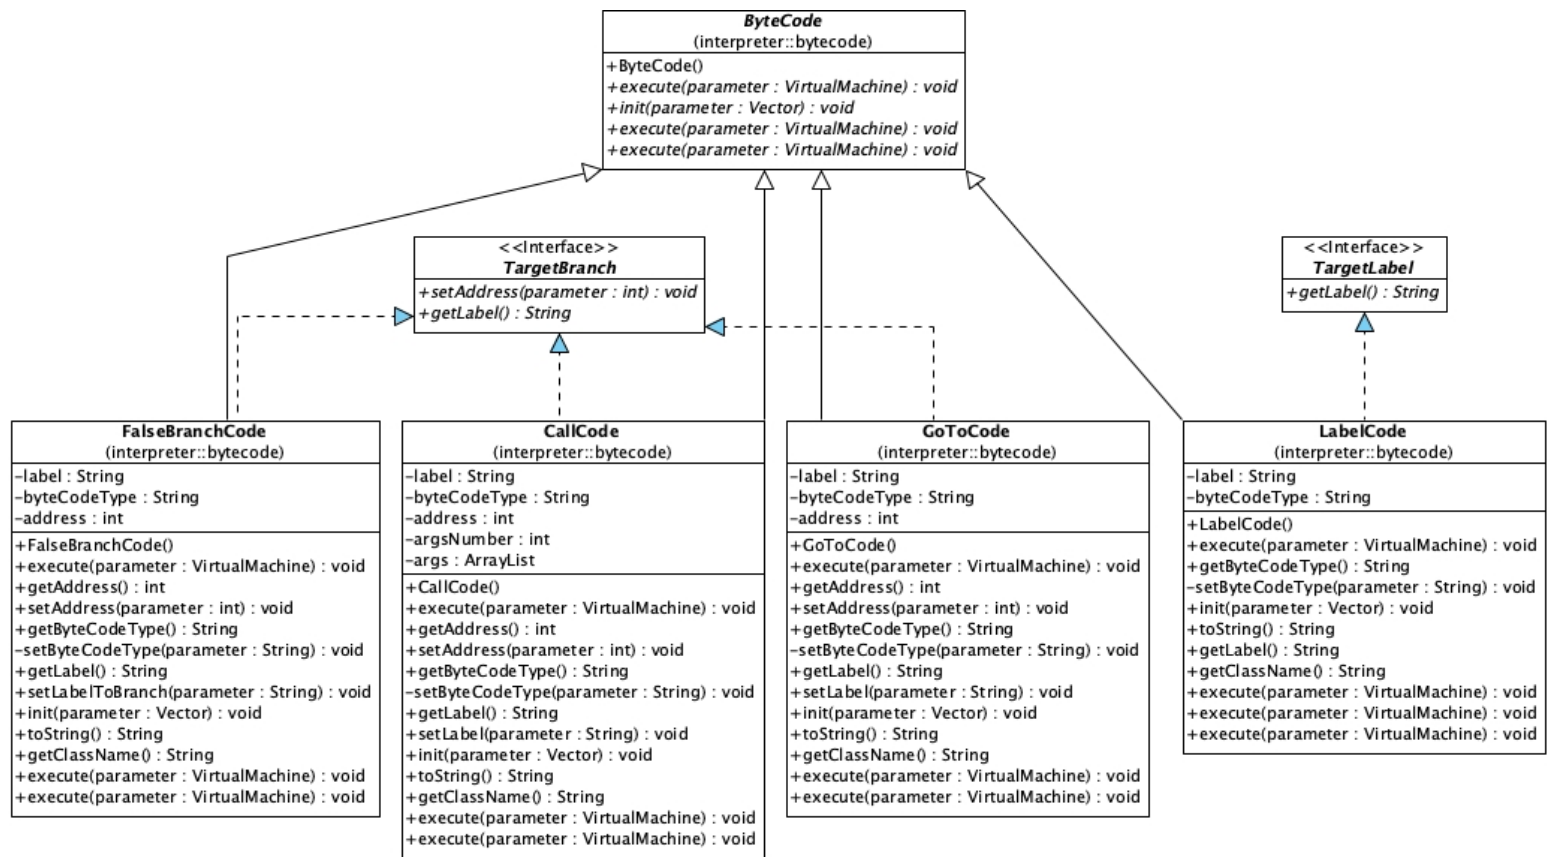 ByteCode
(interpreter::bytecode)
+ByteCode()
+execute(parameter : VirtualMachine) : void
+init(parameter : Vector) : void
+execute(parameter : VirtualMachine) : void
+execute(parameter : VirtualMachine) : void
<<Interface>>
TargetBranch
+setAddress(parameter : int) : void
+getLabel() : String
<<Interface>>
TargetLabel
+getLabel() : String
FalseBranchCode
(interpreter::bytecode)
-label : String
-byteCodeType : String
-address : int
+FalseBranchCode()
+execute(parameter : VirtualMachine) : void
+getAddress() : int
+setAddress(parameter : int) : void
+getByteCodeType() : String
-setByteCodeType(parameter : String) : void
+getLabel() : String
+setLabelToBranch(parameter : String) : void
+init(parameter : Vector) : void
+toString() : String
+getClassName() : String
+execute(parameter : VirtualMachine) : void
+execute(parameter : VirtualMachine) : void
CallCode
(interpreter::bytecode)
-label : String
-byteCodeType : String
-address : int
-argsNumber : int
-args : ArrayList
+CallCode()
+execute(parameter : VirtualMachine) : void
+getAddress() : int
+setAddress(parameter : int) : void
+getByteCodeType() : String
-setByteCodeType(parameter : String) : void
+getLabel() : String
+setLabel(parameter : String) : void
+init(parameter : Vector) : void
+toString() : String
+getClassName() : String
+execute(parameter : VirtualMachine) : void
+execute(parameter : VirtualMachine) : void
GoToCode
(interpreter::bytecode)
-label : String
-byteCodeType : String
-address : int
+GoToCode()
+execute(parameter : VirtualMachine) : void
+getAddress() : int
+setAddress(parameter : int) : void
+getByteCodeType() : String
-setByteCodeType(parameter : String) : void
+getLabel() : String
+setLabel(parameter : String) : void
+init(parameter : Vector) : void
+toString() : String
+getClassName() : String
+execute(parameter : VirtualMachine) : void
+execute(parameter : VirtualMachine) : void
LabelCode
(interpreter::bytecode)
-label : String
-byteCodeType : String
+LabelCode()
+execute(parameter : VirtualMachine) : void
+getByteCodeType() : String
-setByteCodeType(parameter : String) : void
+init(parameter : Vector) : void
+toString() : String
+getLabel() : String
+getClassName() : String
+execute(parameter : VirtualMachine) : void
+execute(parameter : VirtualMachine) : void
+execute(parameter : VirtualMachine) : void